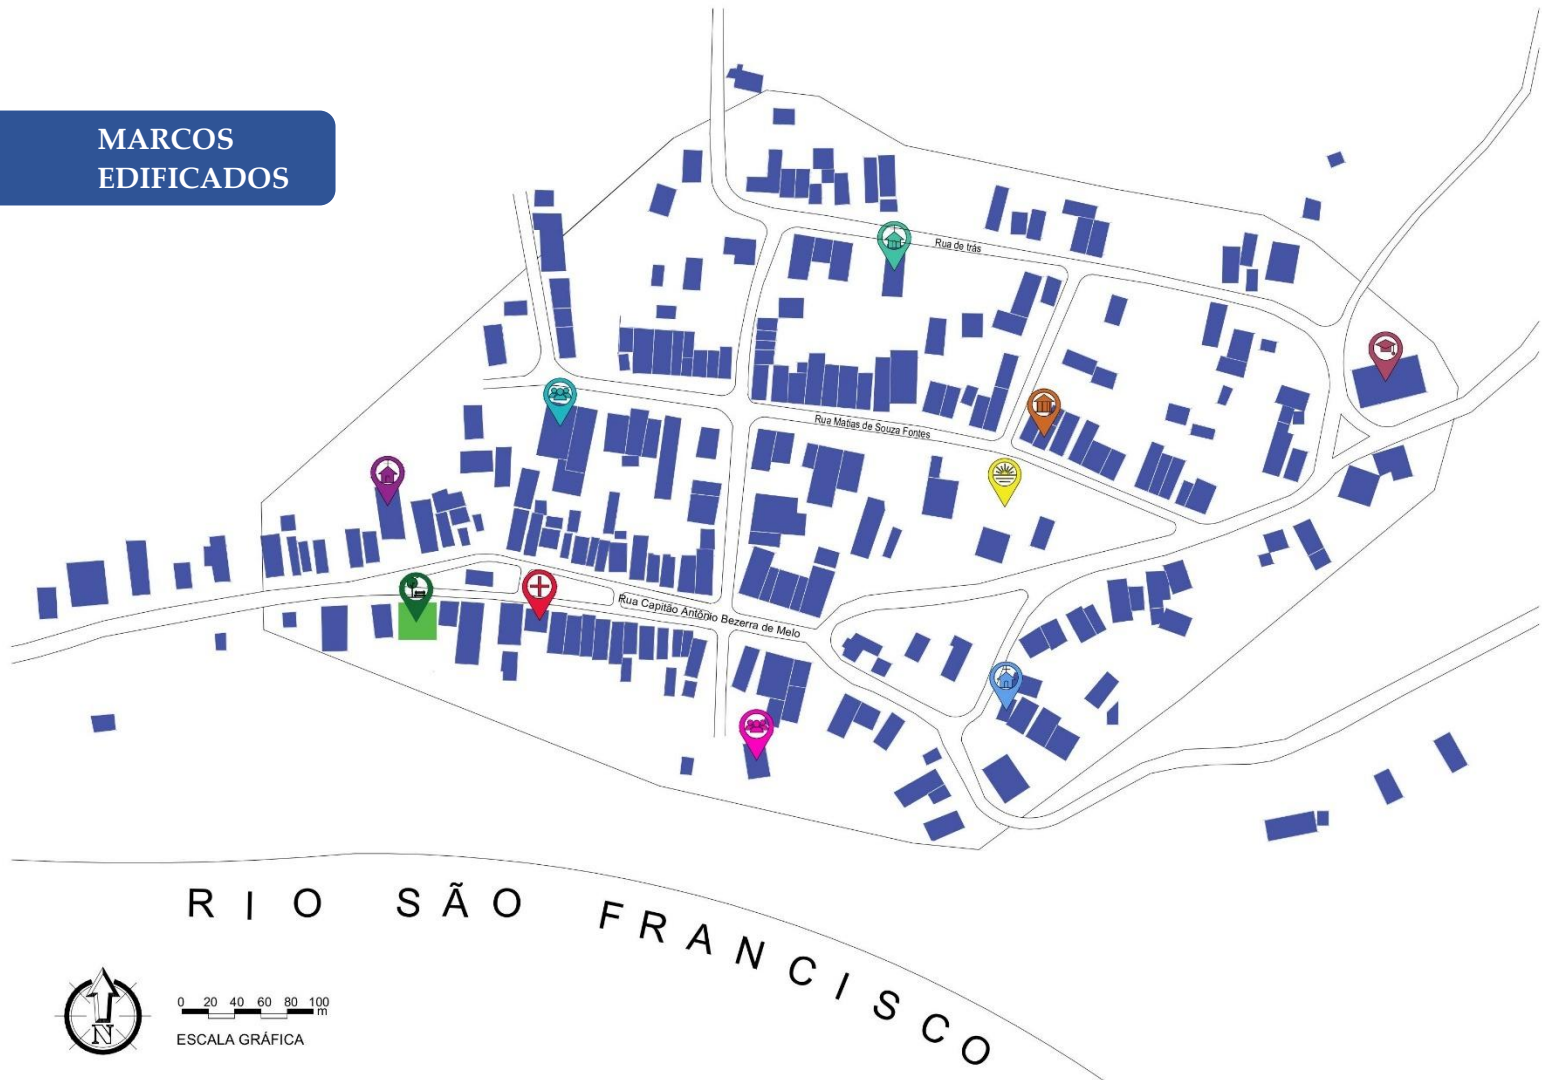 MARCOS
EDIFICADOS
Rua de trás
Rua Matias de Souza Fontes
Rua Capitão Antônio Bezerra de Melo
RIO SÃO FRANCISCO
N
0 20 40 60 80 100
m
ESCALA GRÁFICA